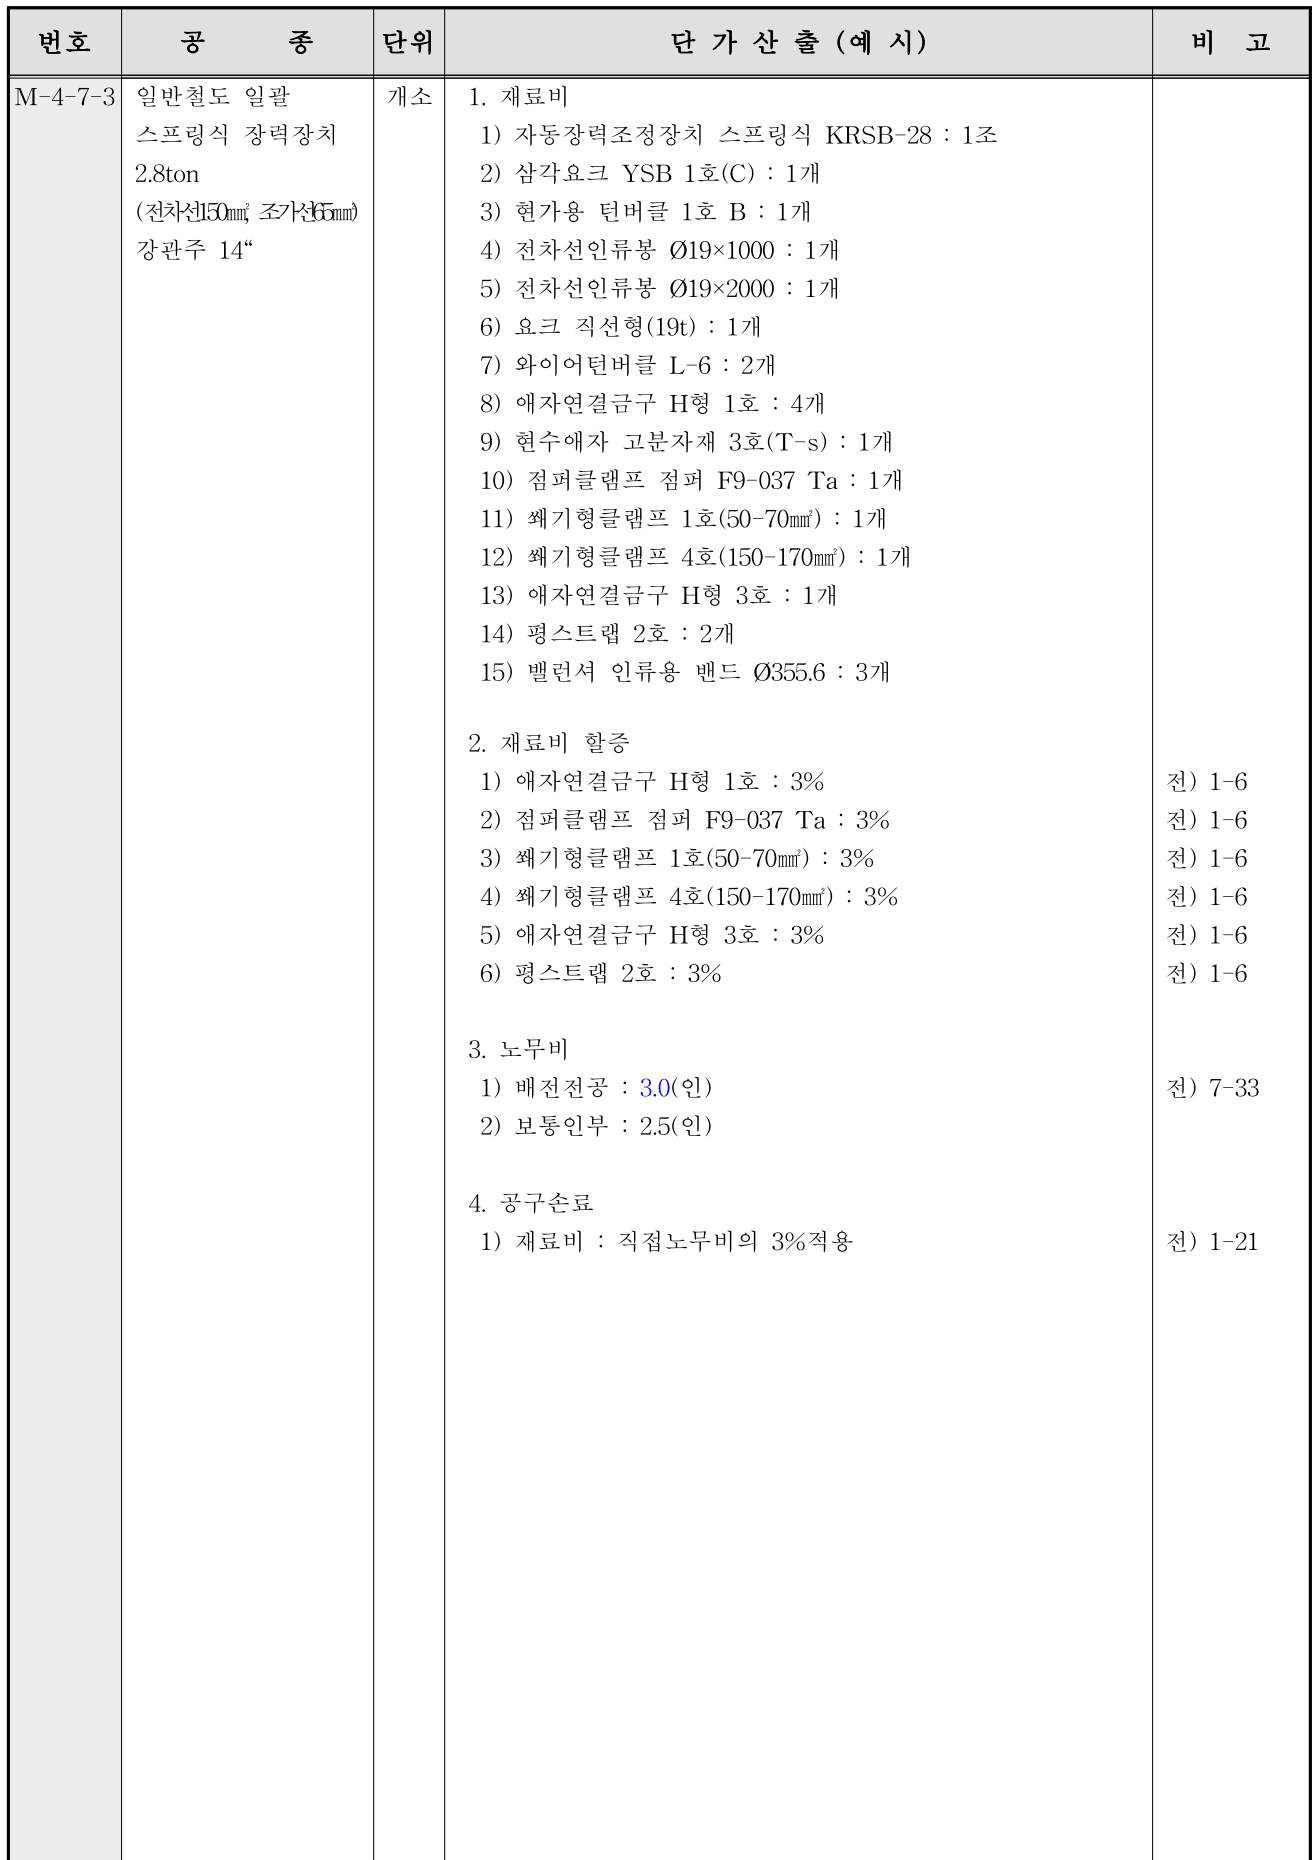 번호 공 종 단위 단 가 산 출 (예 시) 비 고
M-4-7-3 일반철도 일괄 개소 1. 재료비
스프링식 장력장치 1) 자동장력조정장치 스프링식 KRSB-28 : 1조
2.8ton 2) 삼각요크 YSB 1호(C) : 1개
(전차선150㎟, 조가선65㎟) 3) 현가용 턴버클 1호 B : 1개
강관주 14“ 4) 전차선인류봉 Ø19×1000 : 1개
5) 전차선인류봉 Ø19×2000 : 1개
6) 요크 직선형(19t) : 1개
7) 와이어턴버클 L-6 : 2개
8) 애자연결금구 H형 1호 : 4개
9) 현수애자 고분자재 3호(T-s) : 1개
10) 점퍼클램프 점퍼 F9-037 Ta : 1개
11) 쐐기형클램프 1호(50-70㎟) : 1개
12) 쐐기형클램프 4호(150-170㎟) : 1개
13) 애자연결금구 H형 3호 : 1개
14) 평스트랩 2호 : 2개
15) 밸런셔 인류용 밴드 Ø355.6 : 3개
2. 재료비 할증
1) 애자연결금구 H형 1호 : 3% 전) 1-6
2) 점퍼클램프 점퍼 F9-037 Ta : 3% 전) 1-6
3) 쐐기형클램프 1호(50-70㎟) : 3% 전) 1-6
4) 쐐기형클램프 4호(150-170㎟) : 3% 전) 1-6
5) 애자연결금구 H형 3호 : 3% 전) 1-6
6) 평스트랩 2호 : 3% 전) 1-6
3. 노무비
1) 배전전공 : 3.0(인) 전) 7-33
2) 보통인부 : 2.5(인)
4. 공구손료
1) 재료비 : 직접노무비의 3%적용 전) 1-21